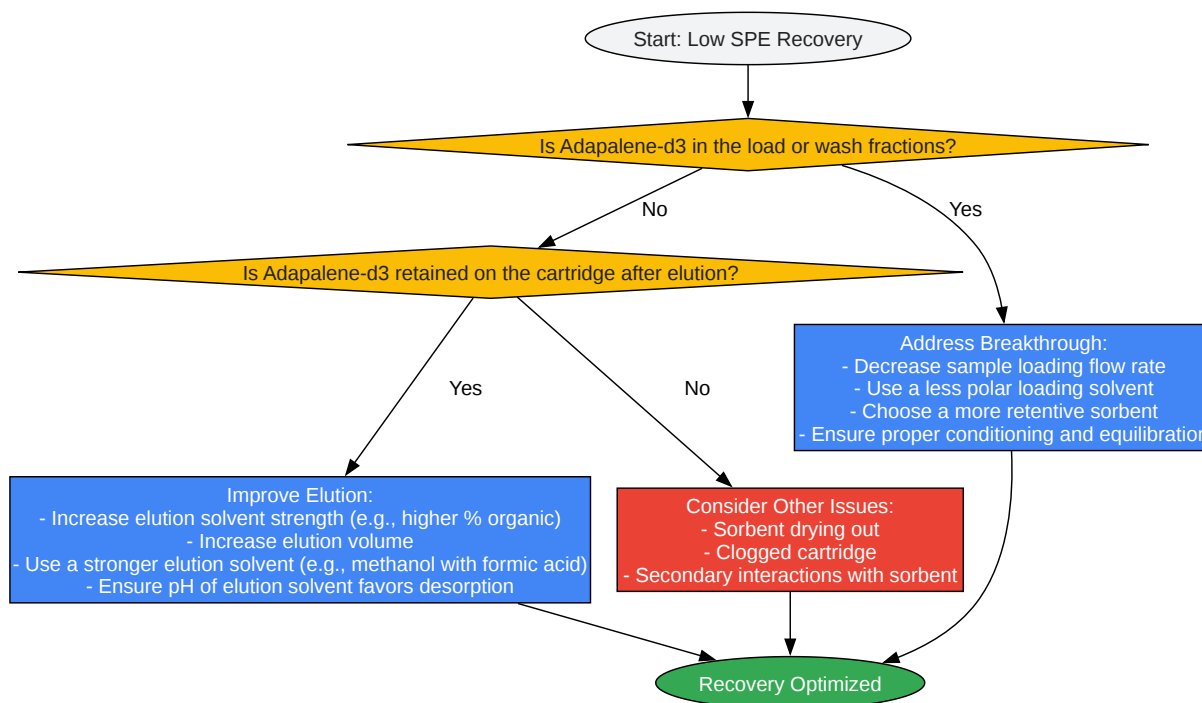 Start: Low SPE Recovery
Is Adapalene-d3 in the load or wash fractions?
No
Yes
Is Adapalene-d3 retained on the cartridge after elution?
Yes
No
Address Breakthrough:
- Decrease sample loading flow rate
- Use a less polar loading solvent
- Choose a more retentive sorbent
- Ensure proper conditioning and equilibration
Improve Elution:
- Increase elution solvent strength (e.g., higher % organic)
- Increase elution volume
- Use a stronger elution solvent (e.g., methanol with formic acid)
- Ensure pH of elution solvent favors desorption
Consider Other Issues:
- Sorbent drying out
- Clogged cartridge
- Secondary interactions with sorbent
Recovery Optimized